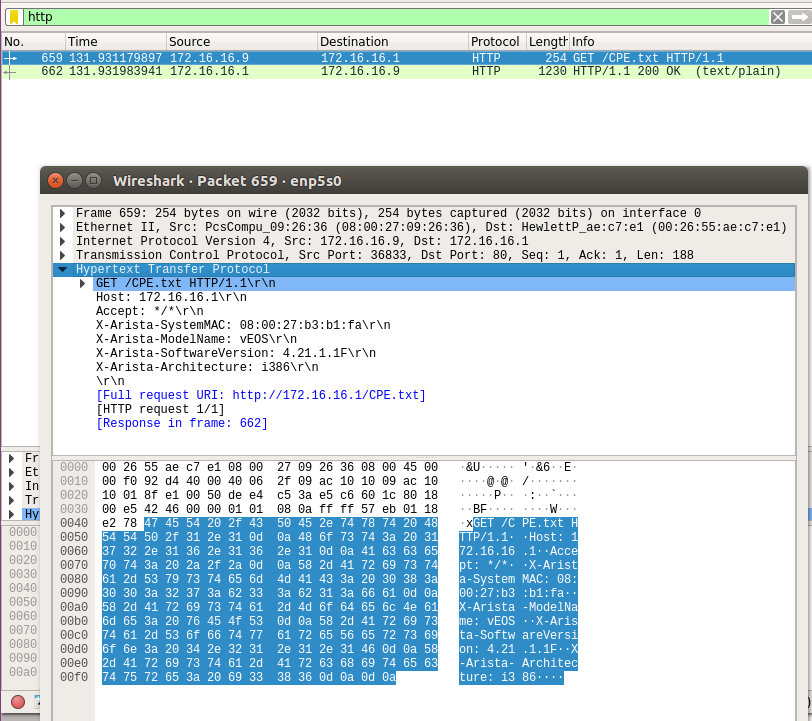 http
No. Time Source Destination Protocol Length Info
659 131.931179897 172.16.16.9 172.16.16.1 HTTP 254 GET /CPE.txt HTTP/1.1
662 131.931983941 172.16.16.1 172.16.16.9 HTTP 1230 HTTP/1.1 200 OK (text/plain)
Wireshark · Packet 659 · enp5s0
Frame 659: 254 bytes on wire (2032 bits), 254 bytes captured (2032 bits) on interface 0
Ethernet II, Src: PcsCompu_09:26:36 (08:00:27:09:26:36), Dst: HewlettP_ae:c7:e1 (00:26:55:ae:c7:e1)
Internet Protocol Version 4, Src: 172.16.16.9, Dst: 172.16.16.1
Transmission Control Protocol, Src Port: 36833, Dst Port: 80, Seq: 1, Ack: 1, Len: 188
Hypertext Transfer Protocol
GET /CPE.txt HTTP/1.1\r\n
Host: 172.16.16.1\r\n
Accept: */*\r\n
X-Arista-SystemMAC: 08:00:27:b3:b1:fa\r\n
X-Arista-ModelName: vEOS\r\n
X-Arista-SoftwareVersion: 4.21.1.1F\r\n
X-Arista-Architecture: i386\r\n
\r\n
[Full request URI: http://172.16.16.1/CPE.txt]
[HTTP request 1/1]
[Response in frame: 662]
Fr
Et
In
Tr
Hy
0000
0010
0020
0030
0040
0050
0060
0070
0080
0090
00a0
0000 00 26 55 ae c7 e1 08 00 27 09 26 36 08 00 45 00 ·&U····· '·&6··E·
0010 00 f0 92 d4 40 00 40 06 2f 09 ac 10 10 09 ac 10 ····@·@· /·······
0020 10 01 8f e1 00 50 de e4 c5 3a e5 c6 60 1c 80 18 ·····P·· ·:··`···
0030 00 e5 42 46 00 00 01 01 08 0a ff ff 57 eb 01 18 ··BF···· ····W···
0040 e2 78 47 45 54 20 2f 43 50 45 2e 74 78 74 20 48 ·xGET /C PE.txt H
0050 54 54 50 2f 31 2e 31 0d 0a 48 6f 73 74 3a 20 31 TTP/1.1· ·Host: 1
0060 37 32 2e 31 36 2e 31 36 2e 31 0d 0a 41 63 63 65 72.16.16 .1··Acce
0070 70 74 3a 20 2a 2f 2a 0d 0a 58 2d 41 72 69 73 74 pt: */*· ·X-Arist
0080 61 2d 53 79 73 74 65 6d 4d 41 43 3a 20 30 38 3a a-System MAC: 08:
0090 30 30 3a 32 37 3a 62 33 3a 62 31 3a 66 61 0d 0a 00:27:b3 :b1:fa··
00a0 58 2d 41 72 69 73 74 61 2d 4d 6f 64 65 6c 4e 61 X-Arista -ModelNa
00b0 6d 65 3a 20 76 45 4f 53 0d 0a 58 2d 41 72 69 73 me: vEOS ··X-Aris
00c0 74 61 2d 53 6f 66 74 77 61 72 65 56 65 72 73 69 ta-Softw areVersi
00d0 6f 6e 3a 20 34 2e 32 31 2e 31 2e 31 46 0d 0a 58 on: 4.21 .1.1F··X
00e0 2d 41 72 69 73 74 61 2d 41 72 63 68 69 74 65 63 -Arista- Architec
00f0 74 75 72 65 3a 20 69 33 38 36 0d 0a 0d 0a ture: i3 86····